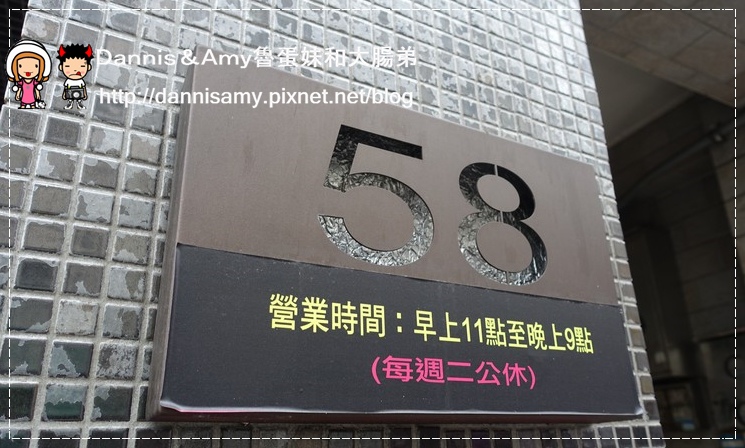 Dannis & Amy魯蛋妹和大腸弟
http://dannisamy.pixnet.net/blog
58
營業時間：早上11點至晚上9點
(每週二公休)